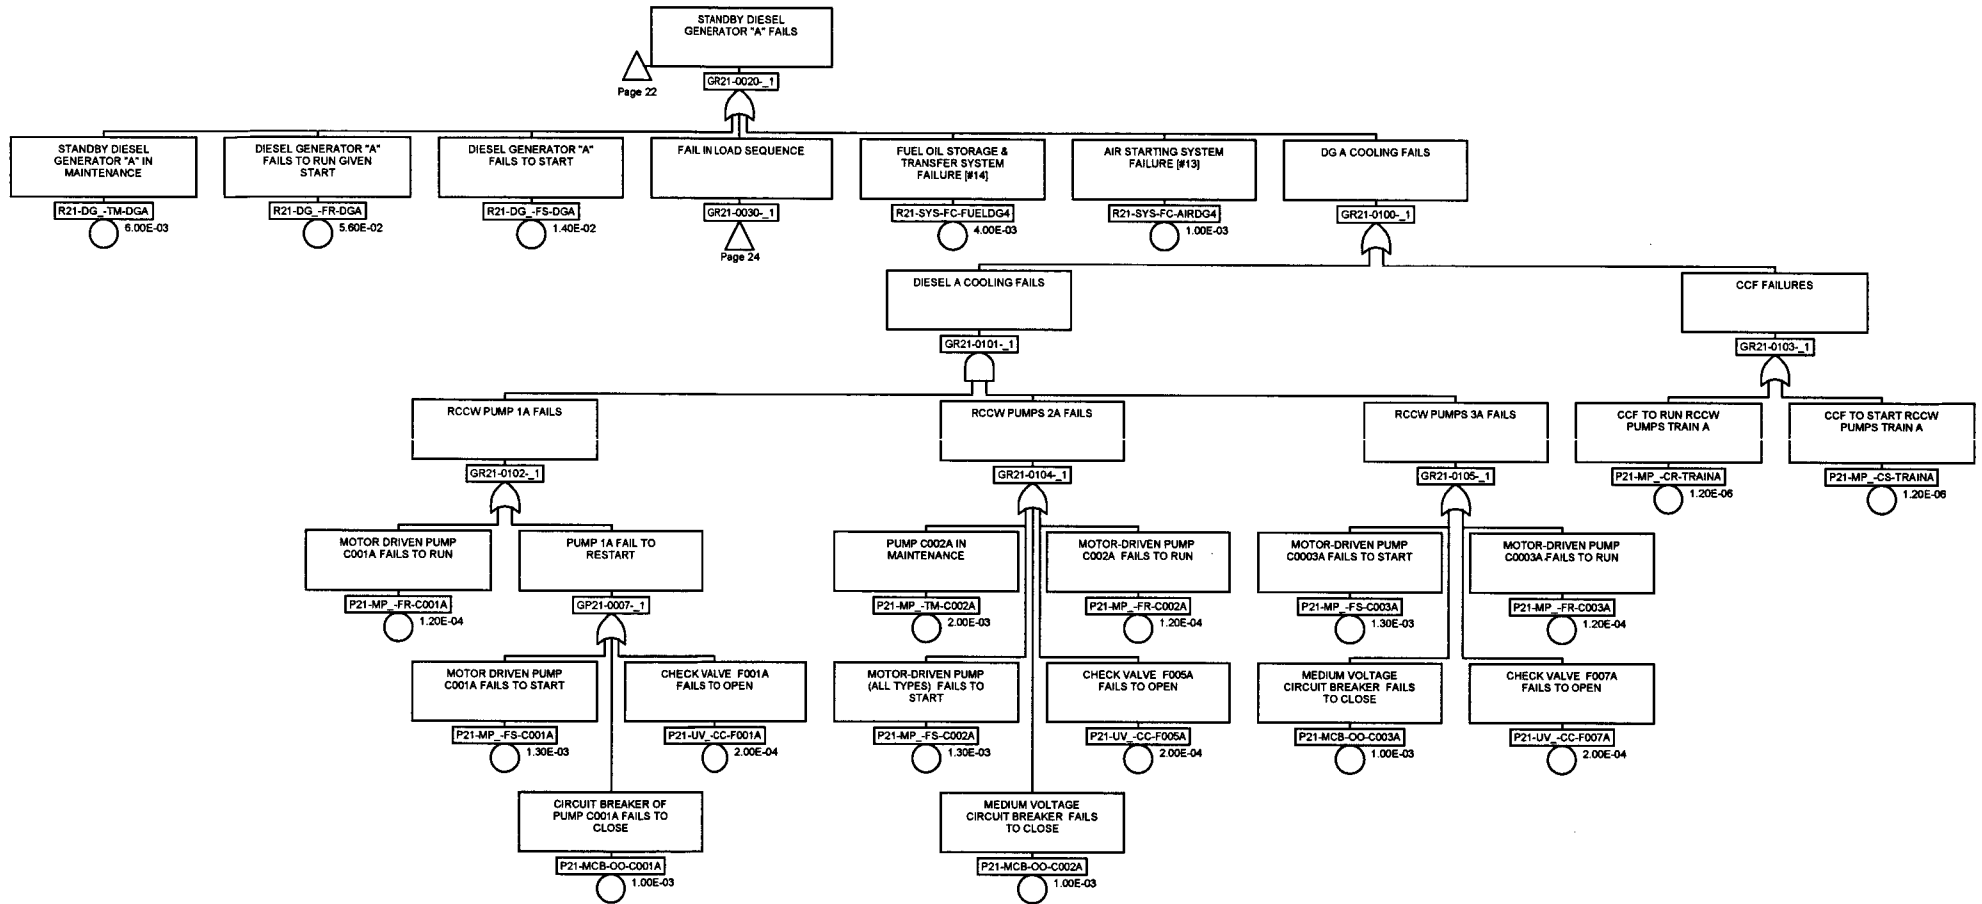 STANDBY DIESEL
GENERATOR "A" FAILS
GR21-0020-_1
Page 22
STANDBY DIESEL
GENERATOR "A" IN
MAINTENANCE
R21-DG_-TM-DGA
6.00E-03
DIESEL GENERATOR "A"
FAILS TO RUN GIVEN
START
R21-DG_-FR-DGA
5.60E-02
DIESEL GENERATOR "A"
FAILS TO START
R21-DG_-FS-DGA
1.40E-02
FAIL IN LOAD SEQUENCE
GR21-0030-_1
Page 24
FUEL OIL STORAGE &
TRANSFER SYSTEM
FAILURE [#14]
R21-SYS-FC-FUELDG4
4.00E-03
AIR STARTING SYSTEM
FAILURE [#13]
R21-SYS-FC-AIRDG4
1.00E-03
DG A COOLING FAILS
GR21-0100-_1
DIESEL A COOLING FAILS
GR21-0101-_1
CCF FAILURES
GR21-0103-_1
RCCW PUMP 1A FAILS
GR21-0102-_1
RCCW PUMPS 2A FAILS
GR21-0104-_1
RCCW PUMPS 3A FAILS
GR21-0105-_1
CCF TO RUN RCCW
PUMPS TRAIN A
P21-MP_-CR-TRAINA
1.20E-06
CCF TO START RCCW
PUMPS TRAIN A
P21-MP_-CS-TRAINA
1.20E-06
MOTOR DRIVEN PUMP
C001A FAILS TO RUN
P21-MP_-FR-C001A
1.20E-04
PUMP 1A FAIL TO
RESTART
GP21-0007-_1
PUMP C002A IN
MAINTENANCE
P21-MP_-TM-C002A
2.00E-03
MOTOR-DRIVEN PUMP
C002A FAILS TO RUN
P21-MP_-FR-C002A
1.20E-04
MOTOR-DRIVEN PUMP
C0003A FAILS TO START
P21-MP_-FS-C003A
1.30E-03
MOTOR-DRIVEN PUMP
C0003A FAILS TO RUN
P21-MP_-FR-C003A
1.20E-04
MOTOR DRIVEN PUMP
C001A FAILS TO START
P21-MP_-FS-C001A
1.30E-03
CHECK VALVE F001A
FAILS TO OPEN
P21-UV_-CC-F001A
2.00E-04
MOTOR-DRIVEN PUMP
(ALL TYPES) FAILS TO
START
P21-MP_-FS-C002A
1.30E-03
CHECK VALVE F005A
FAILS TO OPEN
P21-UV_-CC-F005A
2.00E-04
MEDIUM VOLTAGE
CIRCUIT BREAKER FAILS
TO CLOSE
P21-MCB-OO-C003A
1.00E-03
CHECK VALVE F007A
FAILS TO OPEN
P21-UV_-CC-F007A
2.00E-04
CIRCUIT BREAKER OF
PUMP C001A FAILS TO
CLOSE
P21-MCB-OO-C001A
1.00E-03
MEDIUM VOLTAGE
CIRCUIT BREAKER FAILS
TO CLOSE
P21-MCB-OO-C002A
1.00E-03